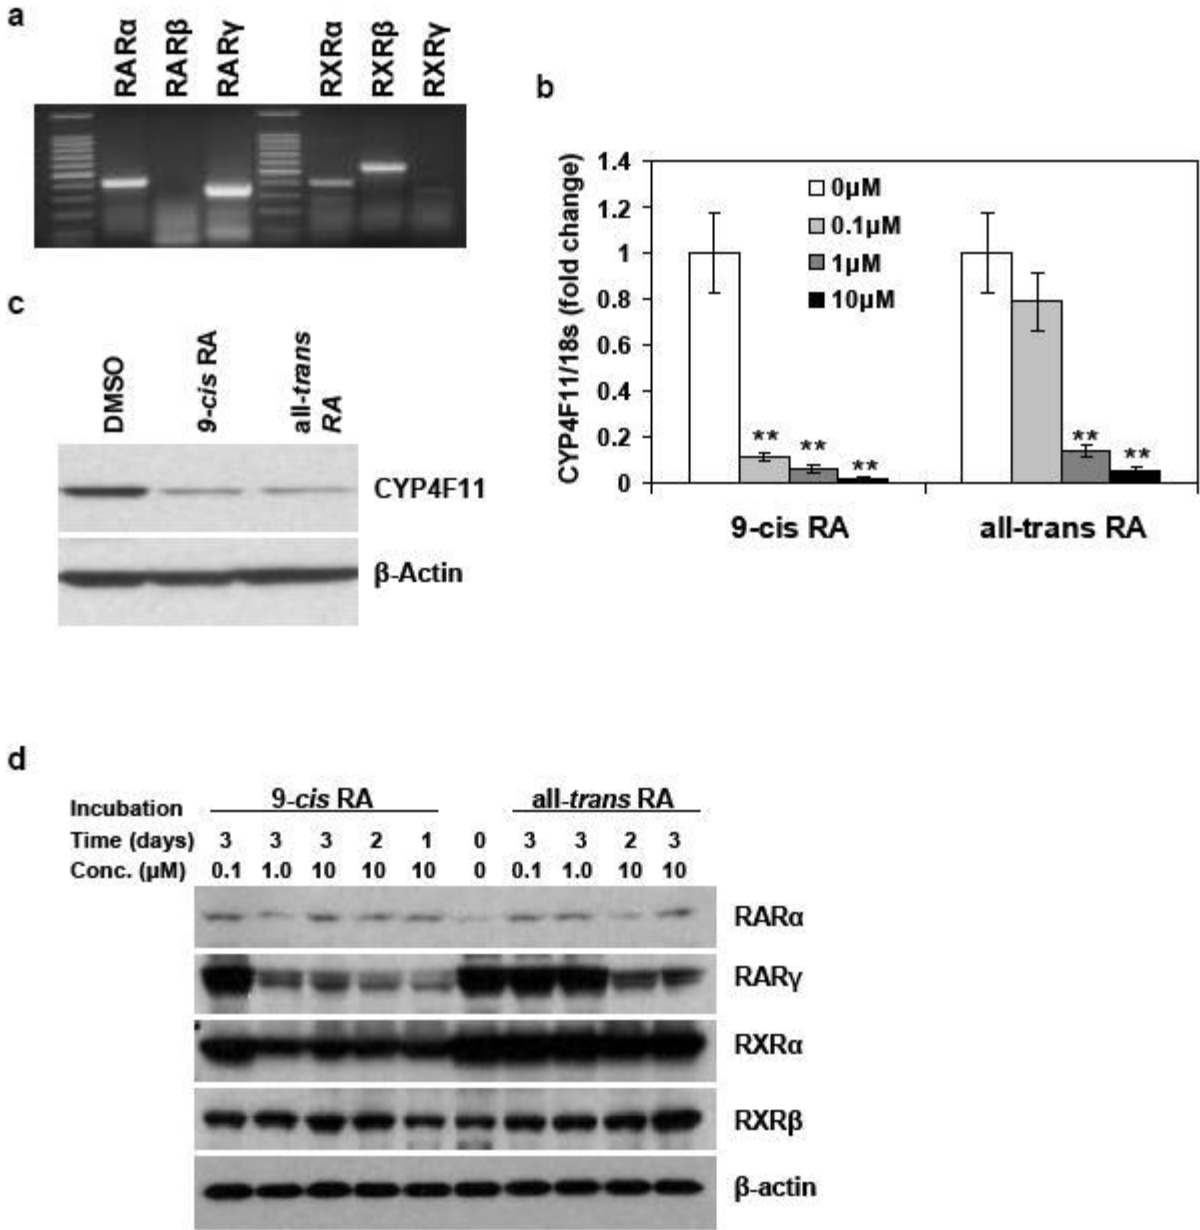 a
RARα
RARβ
RARγ
RXRα
RXRβ
RXRγ
b
CYP4F11/18s (fold change)
1.4
1.2
1
0.8
0.6
0.4
0.2
0
0µM
0.1µM
1µM
10µM
** ** **
** **
9-cis RA all-trans RA
c
DMSO
9-cis RA
all-trans
RA
CYP4F11
β-Actin
d
9-cis RA all-trans RA
Incubation
Time (days) 3 3 3 2 1 0 3 3 2 3
Conc. (µM) 0.1 1.0 10 10 10 0 0.1 1.0 10 10
RARα
RARγ
RXRα
RXRβ
β-actin